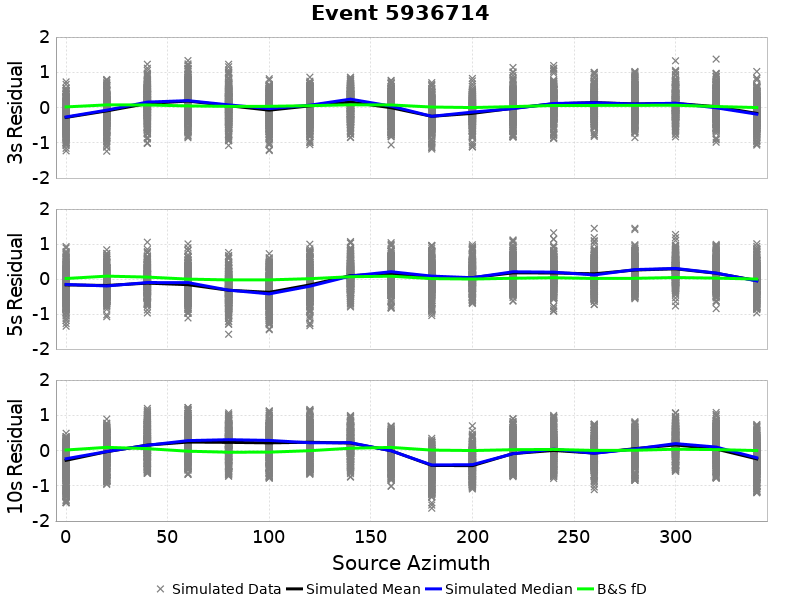 Event 5936714
3s Residual
2
1
0
-1
-2
5s Residual
2
1
0
-1
-2
10s Residual
2
1
0
-1
-2
0 50 100 150 200 250 300
Source Azimuth
Simulated Data Simulated Mean Simulated Median B&S fD